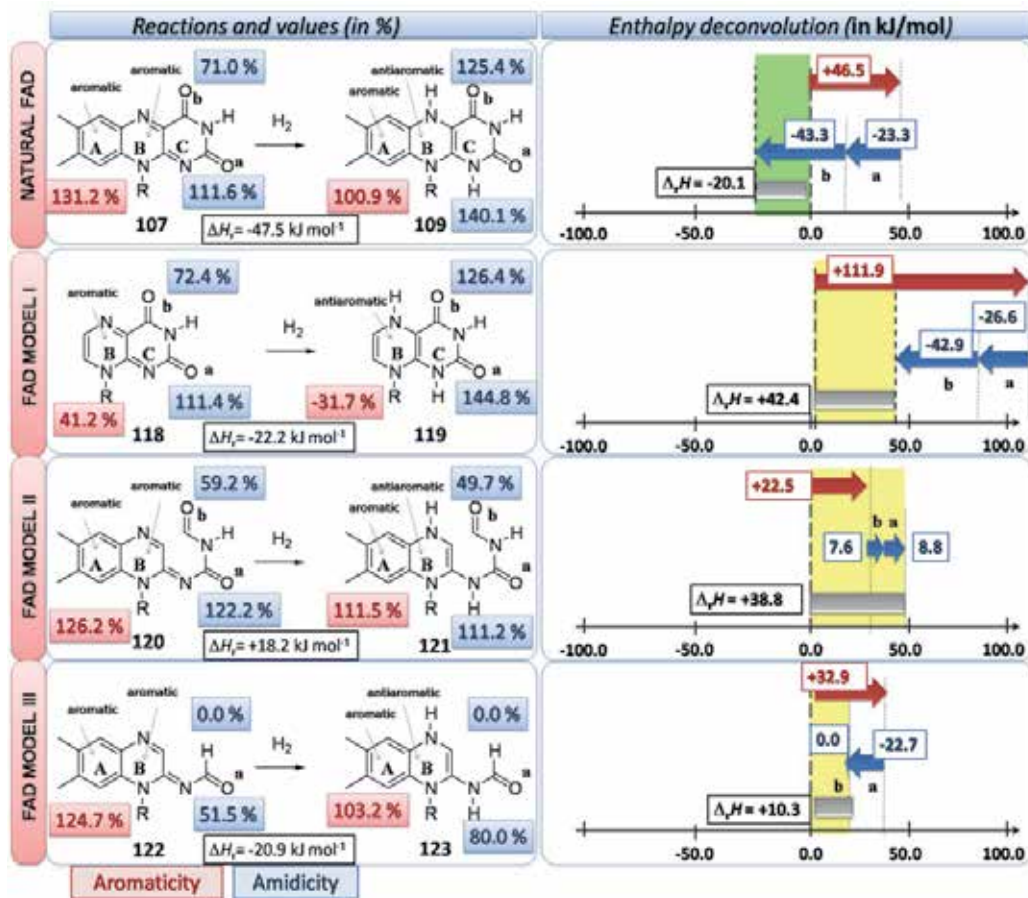 Reactions and values (in %)
Enthalpy deconvolution (in kJ/mol)
NATURAL FAD
aromatic
aromatic
71.0 %
O
b
N
N
H
A
B
C
N
N
O
a
R
131.2 %
111.6 %
107
H2
antiaromatic
aromatic
125.4 %
H
N
O
b
N
H
A
B
C
N
N
O
a
R
H
100.9 %
140.1 %
109
ΔHr= -47.5 kJ mol-1
+46.5
-43.3
-23.3
b
a
ΔrH = -20.1
-100.0
-50.0
0.0
50.0
100.0
FAD MODEL I
aromatic
72.4 %
O
b
N
N
H
B
C
N
N
O
a
R
41.2 %
111.4 %
118
H2
antiaromatic
126.4 %
H
N
O
b
N
H
B
C
N
N
O
a
R
H
-31.7 %
144.8 %
119
ΔHr= -22.2 kJ mol-1
+111.9
-26.6
-42.9
b
a
ΔrH = +42.4
-100.0
-50.0
0.0
50.0
100.0
FAD MODEL II
aromatic
aromatic
59.2 %
O
b
N
N
H
A
B
N
N
O
a
R
126.2 %
122.2 %
120
H2
antiaromatic
aromatic
49.7 %
H
N
O
b
N
H
A
B
N
N
O
a
R
H
111.5 %
111.2 %
121
ΔHr= +18.2 kJ mol-1
+22.5
b
a
7.6
8.8
ΔrH = +38.8
-100.0
-50.0
0.0
50.0
100.0
FAD MODEL III
aromatic
aromatic
0.0 %
N
H
A
B
N
N
O
a
R
124.7 %
51.5 %
122
H2
antiaromatic
aromatic
0.0 %
H
N
H
A
B
N
N
O
a
R
H
103.2 %
80.0 %
123
ΔHr= -20.9 kJ mol-1
+32.9
0.0
-22.7
b
a
ΔrH = +10.3
-50.0
0.0
50.0
100.0
Aromaticity
Amidicity